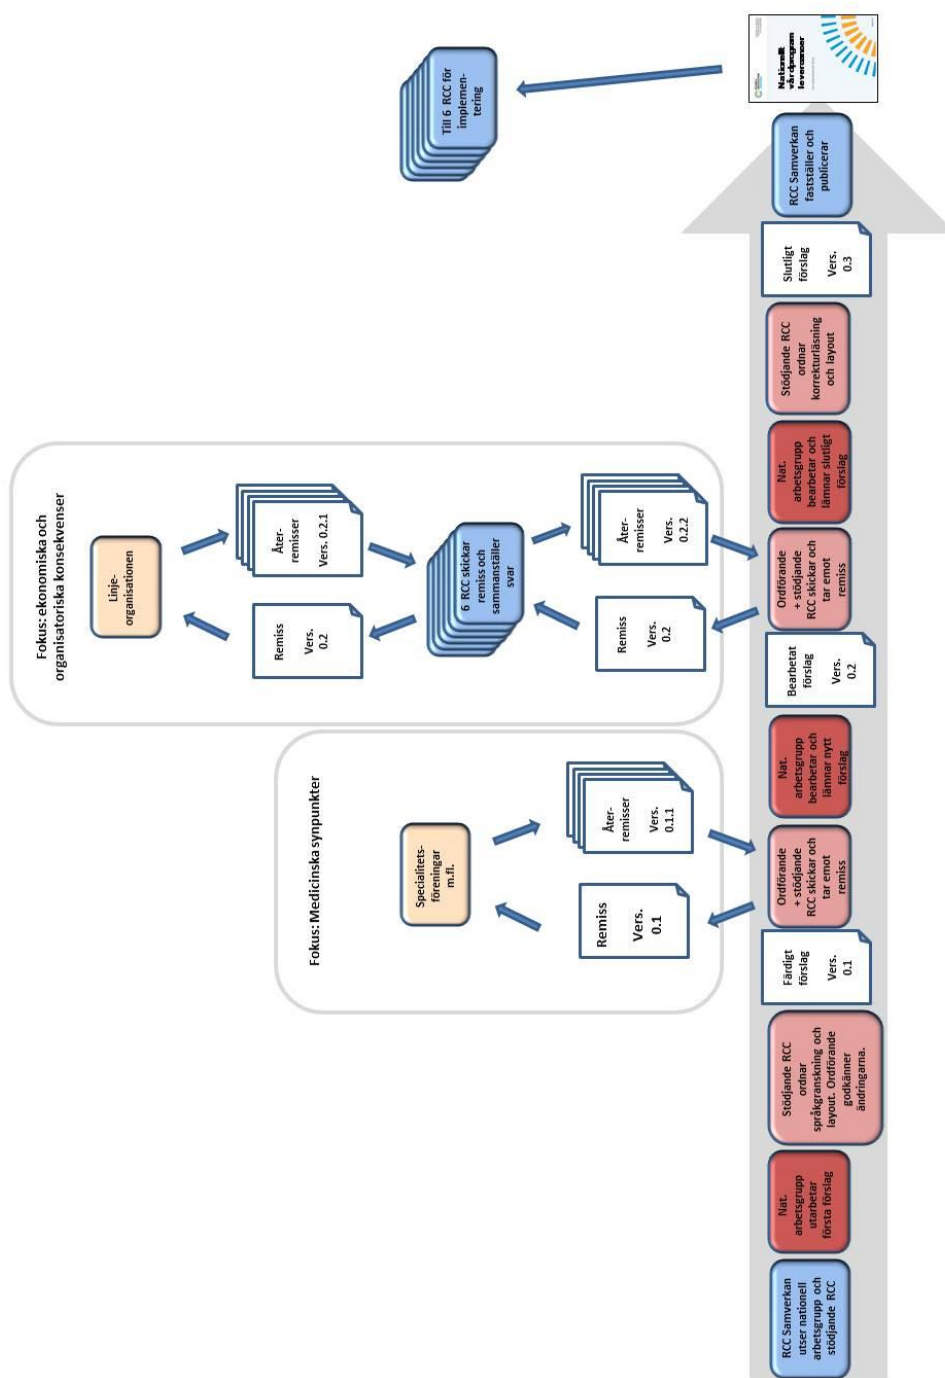 RCC Samverkan
utser nationell
arbetsgrupp och
stödjande RCC
Nat.
arbetsgrupp
utarbetar
första förslag
Stödjande RCC
ordnar
språkgranskning och
layout. Ordförande
godkänner
ändringarna.
Färdigt
förslag
Vers.
0.1
Ordförande
+ stödjande
RCC skickar och
tar emot
remiss
Fokus: Medicinska synpunkter
Remiss
Vers.
0.1
Specialitets-
föreningar
m.fl.
Åter-
remisser
Vers.
0.1.1
Nat.
arbetsgrupp
bearbetar och
lämnar nytt
förslag
Bearbetat
förslag
Vers.
0.2
Ordförande
+ stödjande
RCC skickar och
tar emot
remiss
Fokus: ekonomiska och
organisatoriska konsekvenser
Remiss
Vers.
0.2
6 RCC skickar
remiss och
sammanställer
svar
Remiss
Vers.
0.2
Linje-
organisationen
Åter-
remisser
Vers. 0.2.1
Åter-
remisser
Vers.
0.2.2
Nat.
arbetsgrupp
bearbetar och
lämnar slutligt
förslag
Stödjande RCC
ordnar
korrekturläsning
och layout
Slutligt
förslag
Vers.
0.3
RCC Samverkan
fastställer och
publicerar
Nationellt
vårdprogram
levercancer
Till 6 RCC för
implemen-
tering